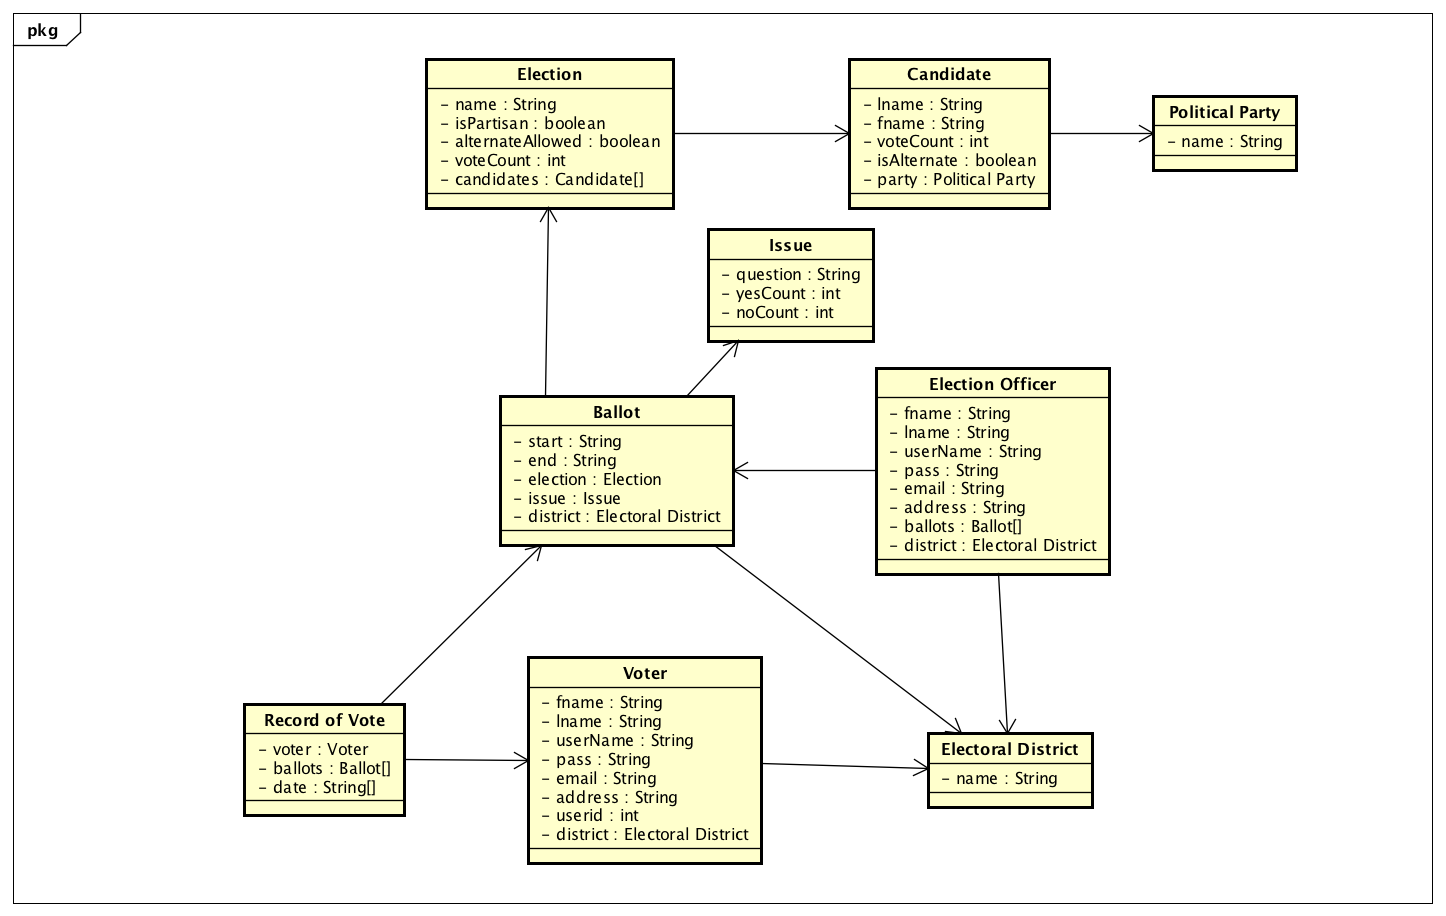 pkg
Election
- name : String
- isPartisan : boolean
- alternateAllowed : boolean
- voteCount : int
- candidates : Candidate[]
Candidate
- lname : String
- fname : String
- voteCount : int
- isAlternate : boolean
- party : Political Party
Political Party
- name : String
Issue
- question : String
- yesCount : int
- noCount : int
Ballot
- start : String
- end : String
- election : Election
- issue : Issue
- district : Electoral District
Election Officer
- fname : String
- lname : String
- userName : String
- pass : String
- email : String
- address : String
- ballots : Ballot[]
- district : Electoral District
Record of Vote
- voter : Voter
- ballots : Ballot[]
- date : String[]
Voter
- fname : String
- lname : String
- userName : String
- pass : String
- email : String
- address : String
- userid : int
- district : Electoral District
Electoral District
- name : String